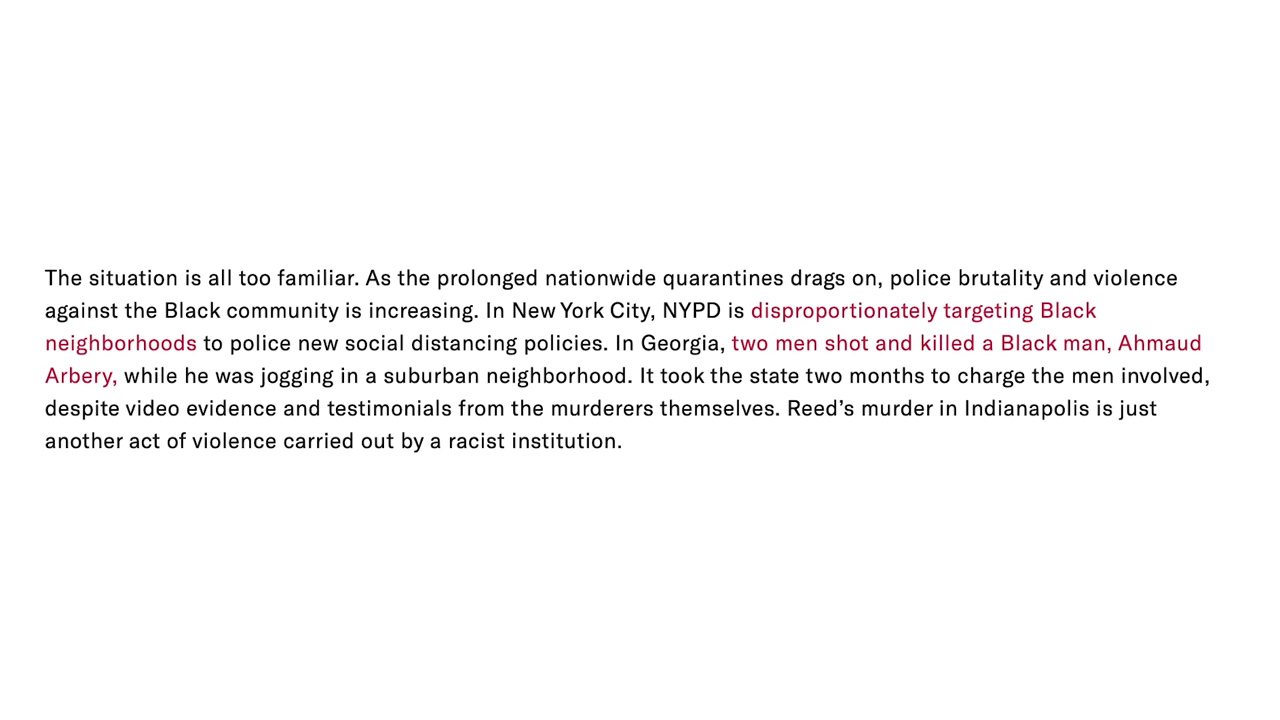 The situation is all too familiar. As the prolonged nationwide quarantines drags on, police brutality and violence
against the Black community is increasing. In New York City, NYPD is disproportionately targeting Black
neighborhoods to police new social distancing policies. In Georgia, two men shot and killed a Black man, Ahmaud
Arbery, while he was jogging in a suburban neighborhood. It took the state two months to charge the men involved,
despite video evidence and testimonials from the murderers themselves. Reed’s murder in Indianapolis is just
another act of violence carried out by a racist institution.